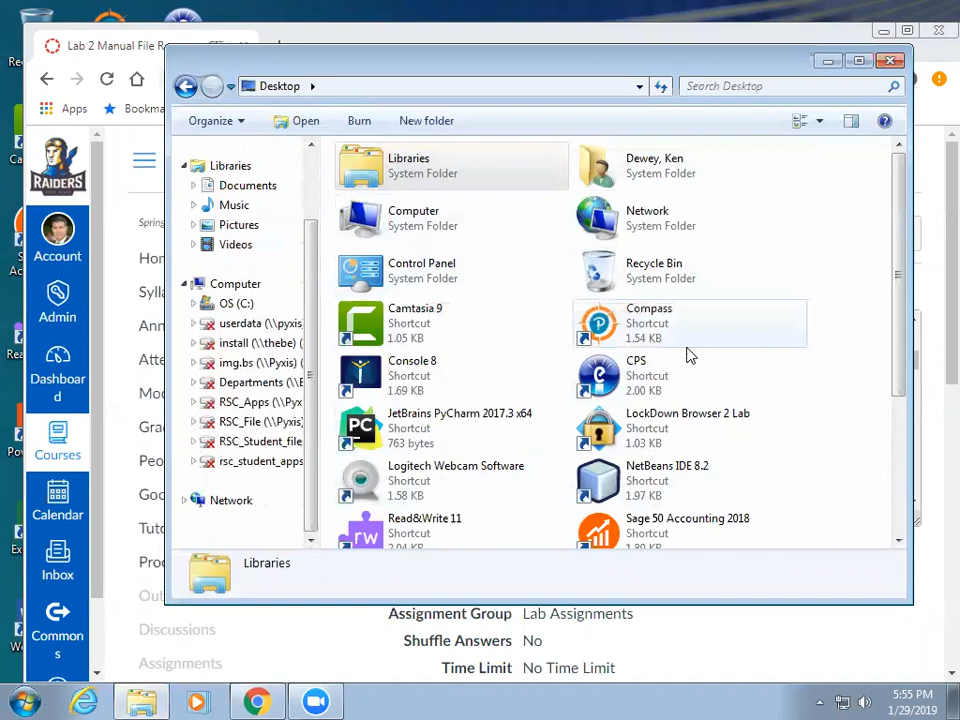 Lab 2 Manual File R
Desktop
Search Desktop
Organize
Open
Burn
New folder
Apps
Bookma
RAIDERS
Account
Admin
Dashboar
d
Courses
Calendar
Inbox
Common
s
Spring
Hon
Sylla
Ann
Atte
Mod
Grad
Peo
Goo
Tuto
Proc
Out
Discussions
Assignments
Libraries
Documents
Music
Pictures
Videos
Computer
OS (C:)
userdata (\\pyxis
install (\\thebe)
img.bs (\\Pyxis)
Departments (\\E
RSC_Apps (\\Pyx
RSC_File (\\Pyxis
RSC_Student_file
rsc_student_apps
Network
Libraries
System Folder
Dewey, Ken
System Folder
Computer
System Folder
Network
System Folder
Control Panel
System Folder
Recycle Bin
System Folder
Camtasia 9
Shortcut
1.05 KB
Compass
Shortcut
1.54 KB
Console 8
Shortcut
1.69 KB
CPS
Shortcut
2.00 KB
JetBrains PyCharm 2017.3 x64
Shortcut
763 bytes
LockDown Browser 2 Lab
Shortcut
1.03 KB
Logitech Webcam Software
Shortcut
1.58 KB
NetBeans IDE 8.2
Shortcut
1.97 KB
Read&Write 11
Shortcut
2.04 KB
Sage 50 Accounting 2018
Shortcut
1.89 KB
Libraries
Assignment Group Lab Assignments
Shuffle Answers No
Time Limit No Time Limit
5:55 PM
1/29/2019